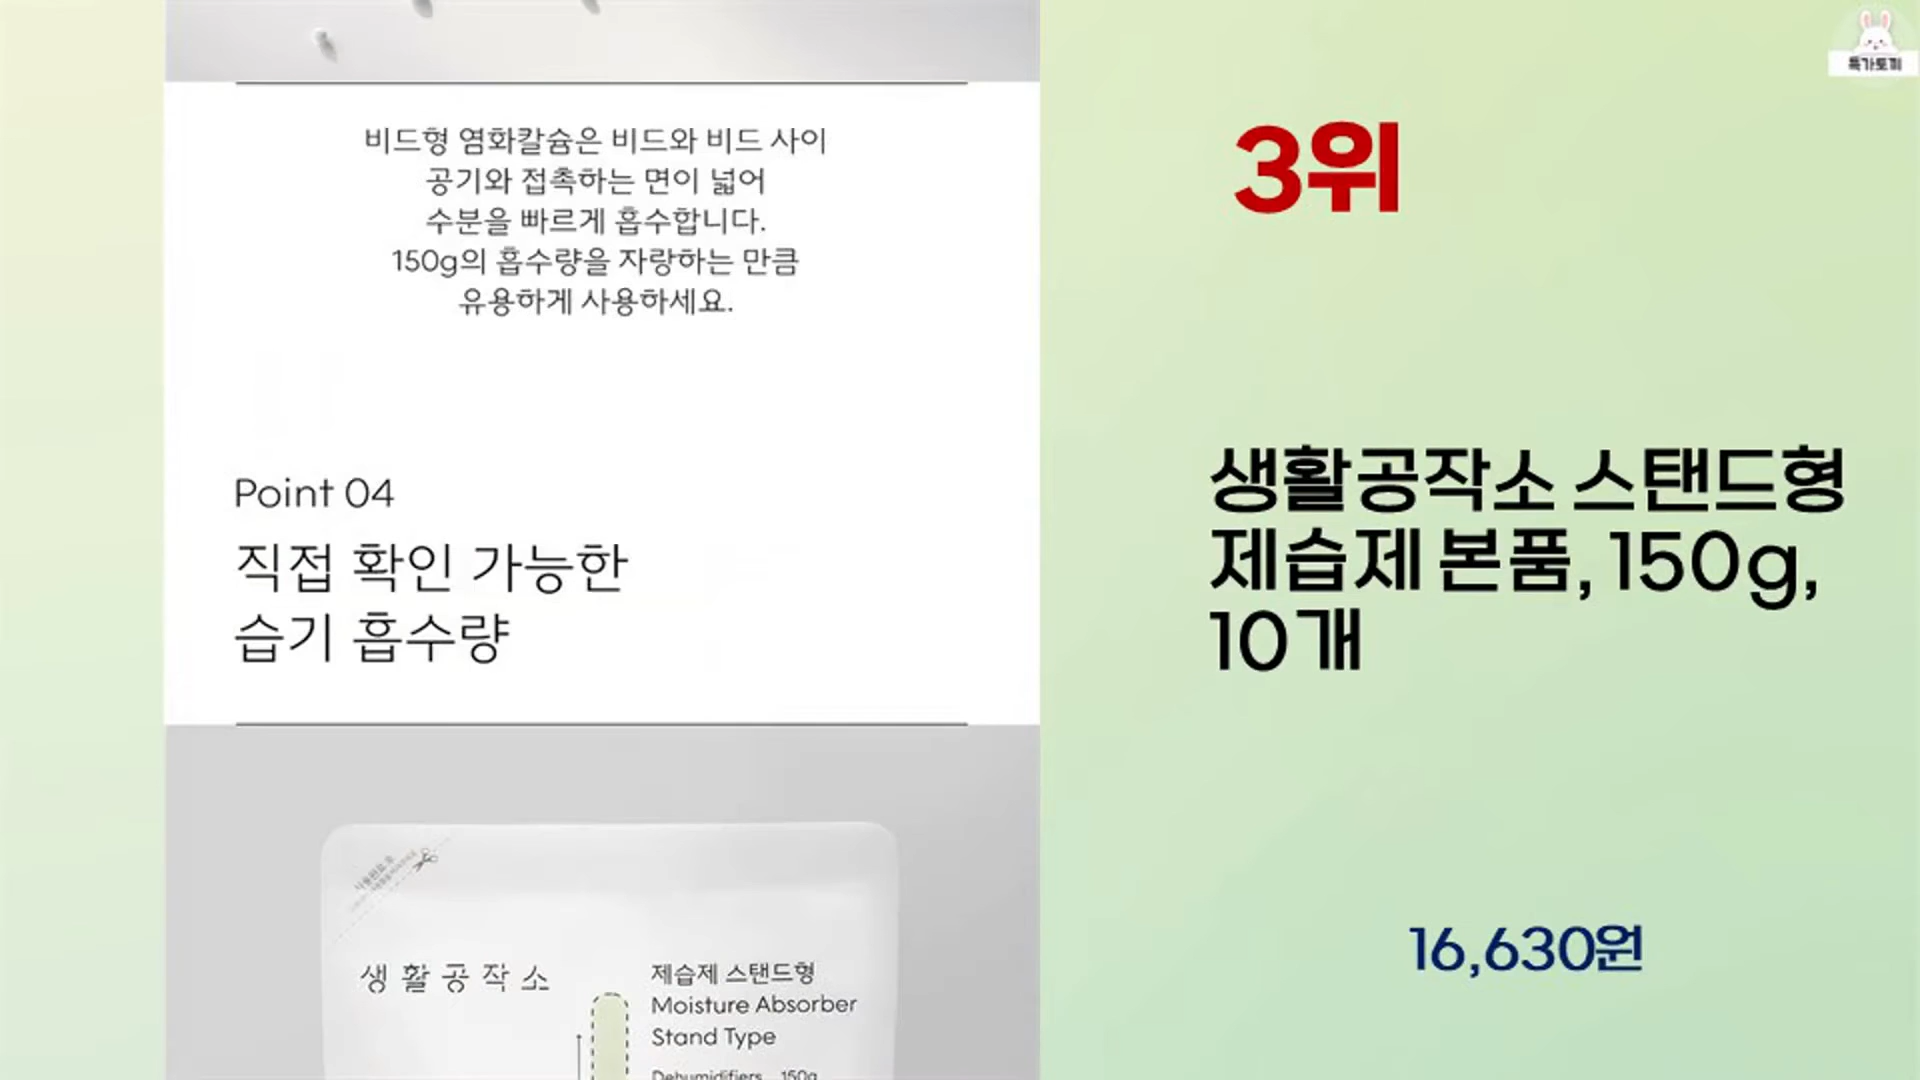 비드형 염화칼슘은 비드와 비드 사이
공기와 접촉하는 면이 넓어
수분을 빠르게 흡수합니다.
150g의 흡수량을 자랑하는 만큼
유용하게 사용하세요.
Point 04
직접 확인 가능한
습기 흡수량
생활공작소
제습제 스탠드형
Moisture Absorber
Stand Type
Dehumidifiers 150g
특가토끼
3위
생활공작소 스탠드형
제습제 본품, 150g,
10개
16,630원